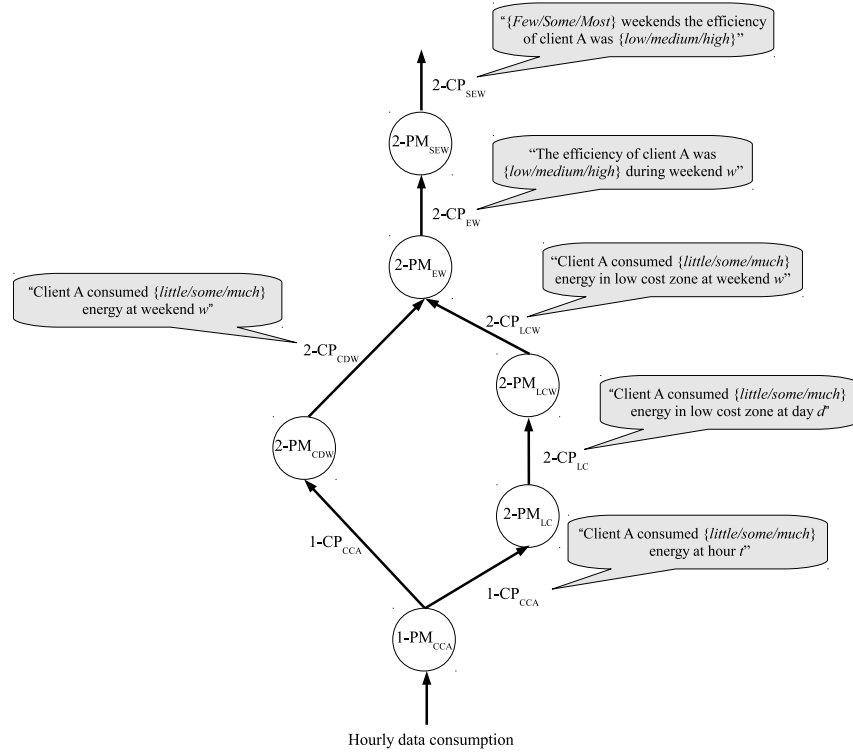 “{Few/Some/Most} weekends the efficiency
of client A was {low/medium/high}”
2-CP_SEW
2-PM_SEW
“The efficiency of client A was
{low/medium/high} during weekend w”
2-CP_EW
2-PM_EW
“Client A consumed {little/some/much}
energy in low cost zone at weekend w”
“Client A consumed {little/some/much}
energy at weekend w”
2-CP_LCW
2-CP_CDW
2-PM_LCW
“Client A consumed {little/some/much}
energy in low cost zone at day d”
2-PM_CDW
2-CP_LC
2-PM_LC
“Client A consumed {little/some/much}
energy at hour t”
1-CP_CCA
1-CP_CCA
1-PM_CCA
Hourly data consumption